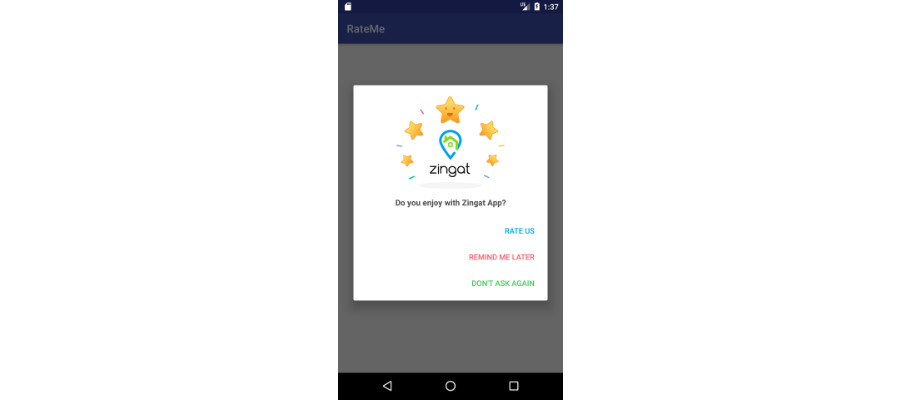 1:37
RateMe
zingat
Do you enjoy with Zingat App?
RATE US
REMIND ME LATER
DON'T ASK AGAIN